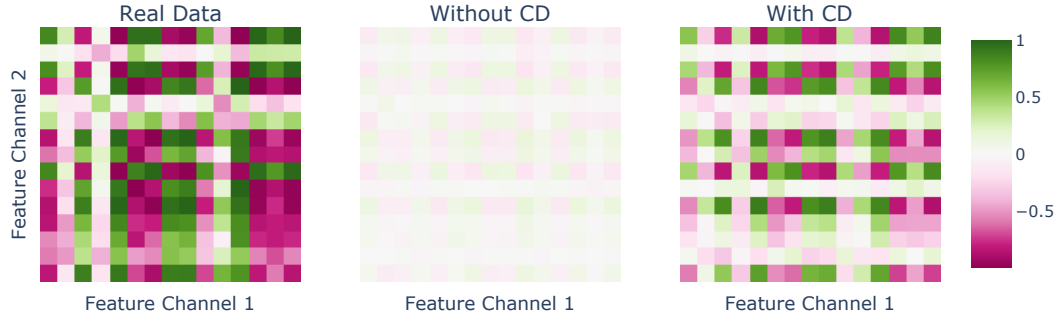 Real Data
Without CD
With CD
Feature Channel 2
Feature Channel 1
Feature Channel 1
Feature Channel 1
1
0.5
0
−0.5